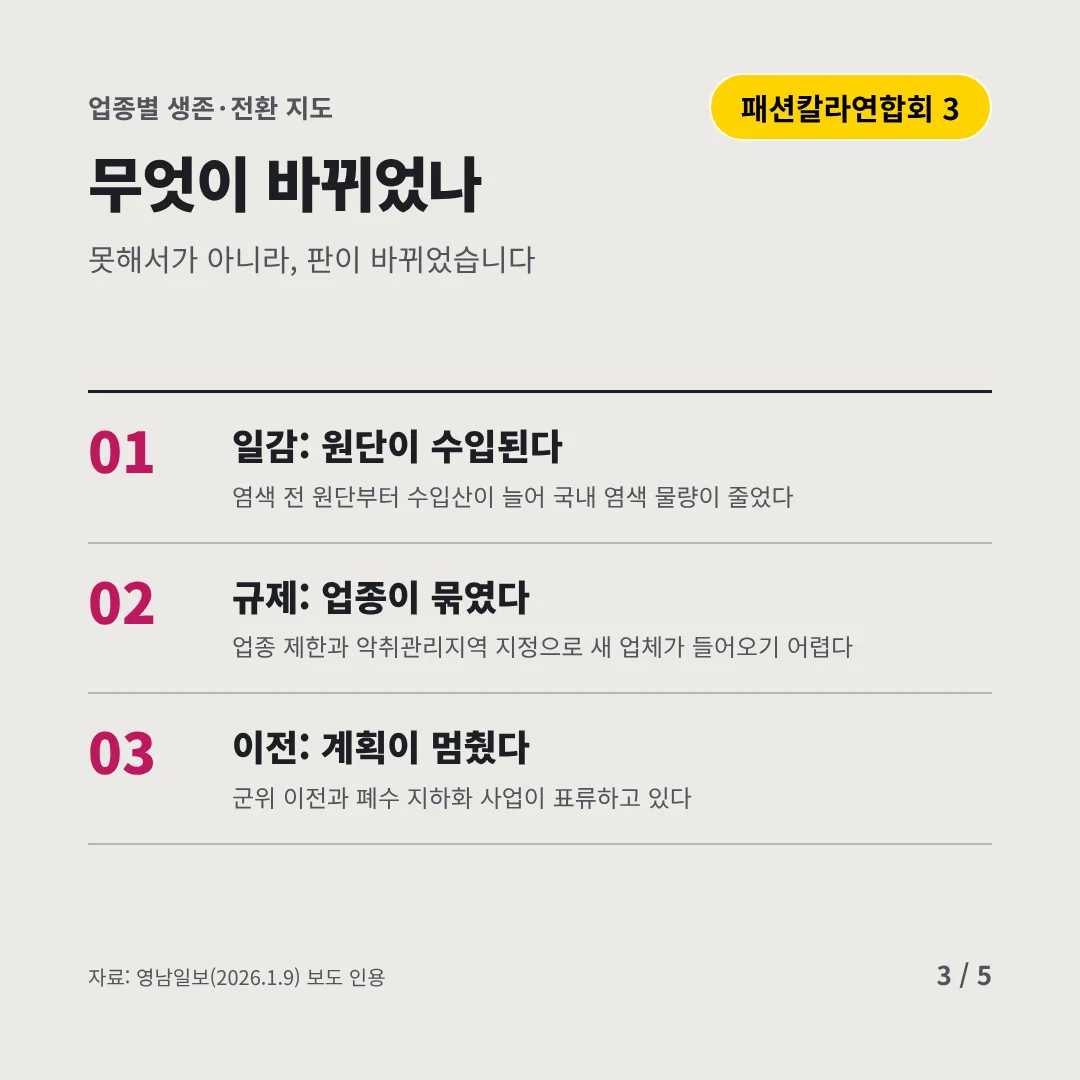 업종별 생존·전환 지도
패션칼라연합회 3
무엇이 바뀌었나
못해서가 아니라, 판이 바뀌었습니다
01
일감: 원단이 수입된다
염색 전 원단부터 수입산이 늘어 국내 염색 물량이 줄었다
02
규제: 업종이 묶였다
업종 제한과 악취관리지역 지정으로 새 업체가 들어오기 어렵다
03
이전: 계획이 멈췄다
군위 이전과 폐수 지하화 사업이 표류하고 있다
자료: 영남일보(2026.1.9) 보도 인용
3 / 5